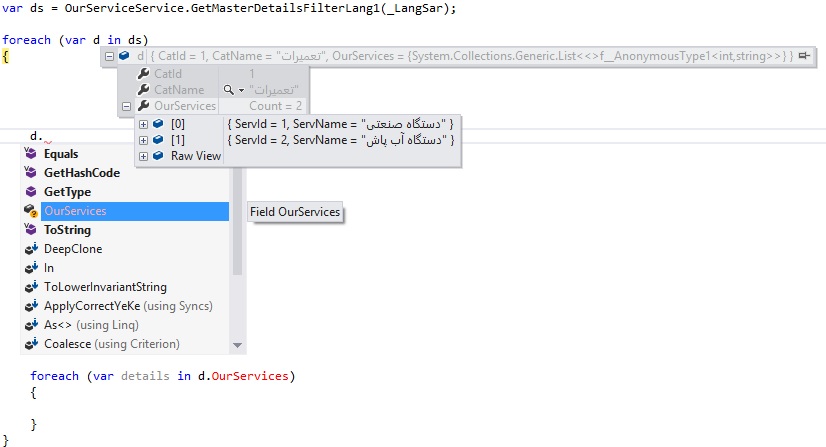 var ds = OurServiceService.GetMasterDetailsFilterLang1(_LangSar);
foreach (var d in ds)
{
d { CatId = 1, CatName = "تعمیرات", OurServices = {System.Collections.Generic.List<<>f__AnonymousType1<int,string>>} }
CatId 1
CatName "تعمیرات"
OurServices Count = 2
[0] { ServId = 1, ServName = "دستگاه صنعتی" }
[1] { ServId = 2, ServName = "دستگاه آب پاش" }
Raw View
d.
Equals
GetHashCode
GetType
OurServices
Field OurServices
ToString
DeepClone
In
ToLowerInvariantString
ApplyCorrectYeKe (using Syncs)
As<> (using Linq)
Coalesce (using Criterion)
foreach (var details in d.OurServices)
{
}
}